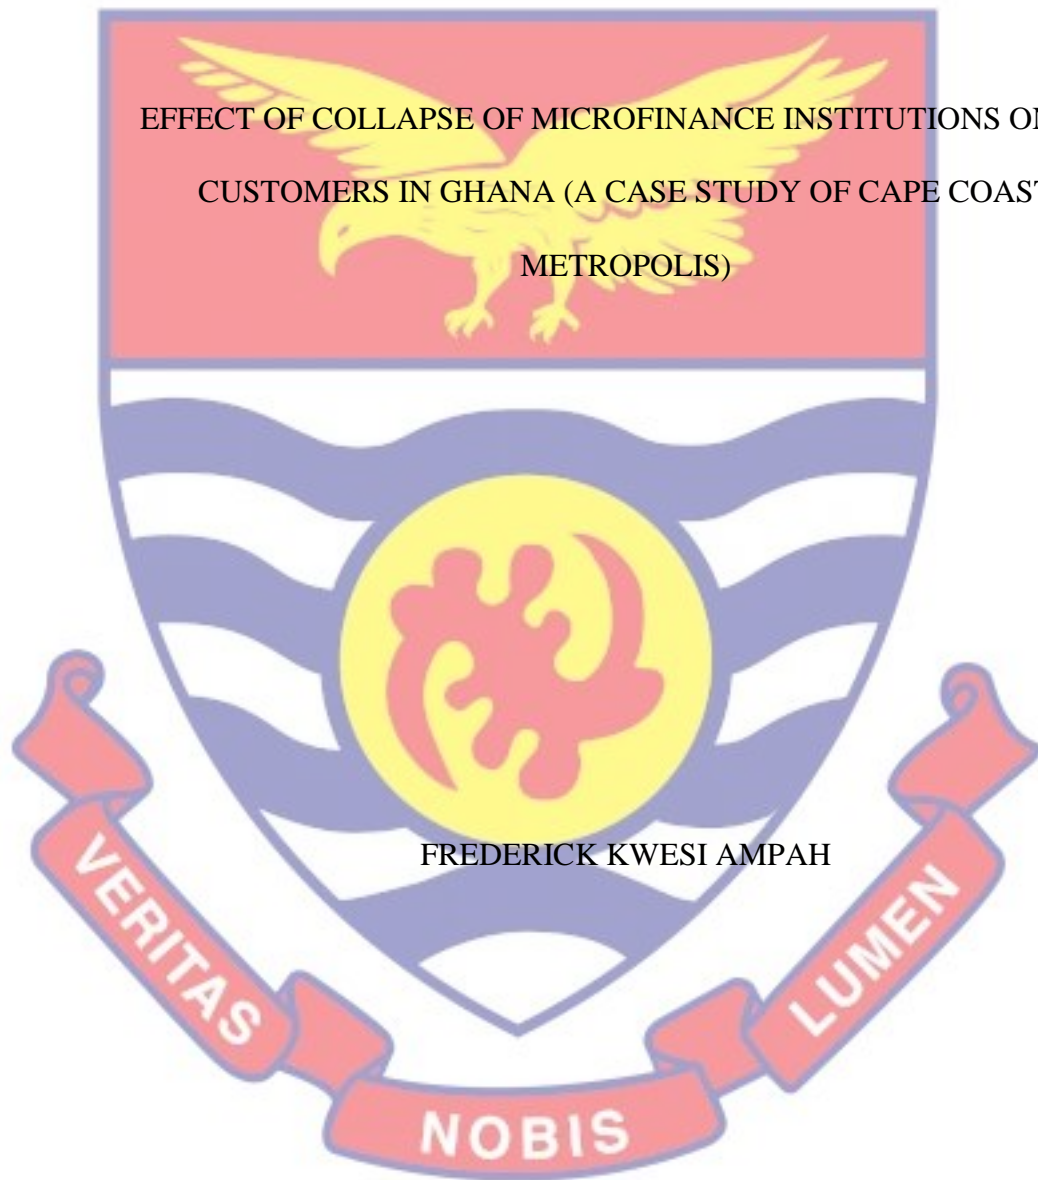 EFFECT OF COLLAPSE OF MICROFINANCE INSTITUTIONS
CUSTOMERS IN GHANA (A CASE STUDY OF CAPE
METROPOLIS)
FREDERICK KWESI AMPAH
VERITAS
NOBIS
LUMEN